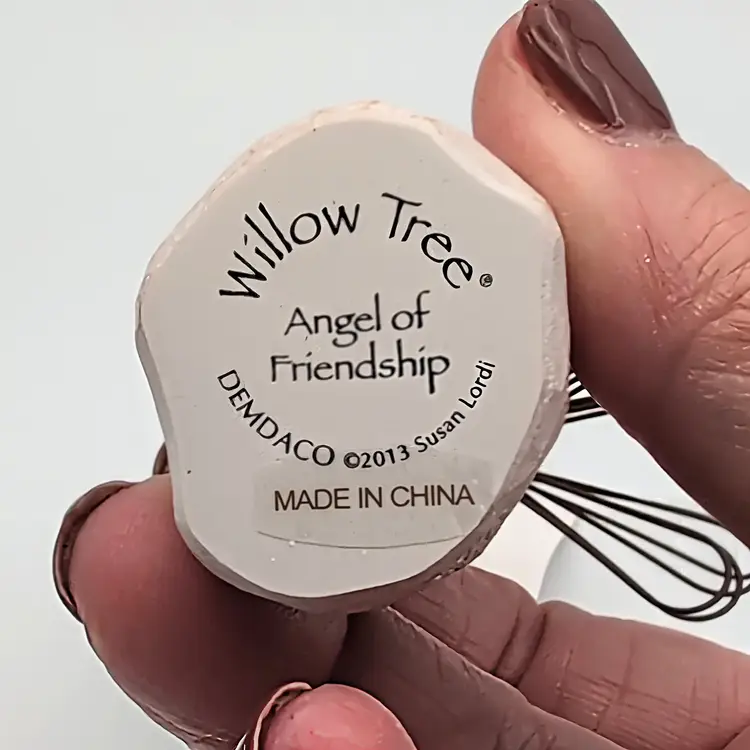 Willow Tree®
Angel of
Friendship
DEMDACO ©2013 Susan Lordi
MADE IN CHINA